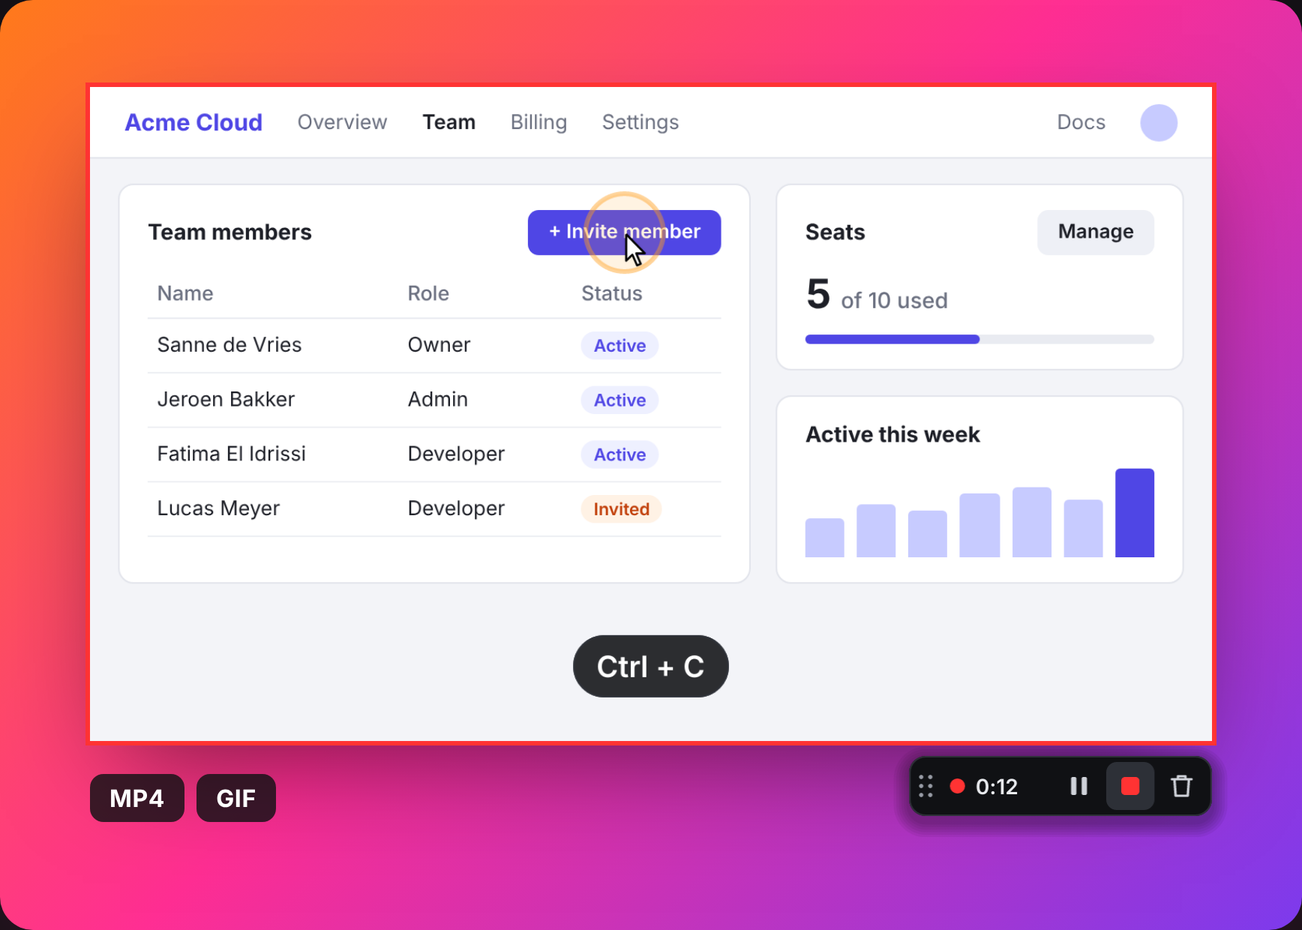 Acme Cloud Overview Team Billing Settings Docs
Team members
+ Invite member
Name Role Status
Sanne de Vries Owner Active
Jeroen Bakker Admin Active
Fatima El Idrissi Developer Active
Lucas Meyer Developer Invited
Seats
Manage
5 of 10 used
Active this week
Ctrl + C
MP4 GIF
0:12